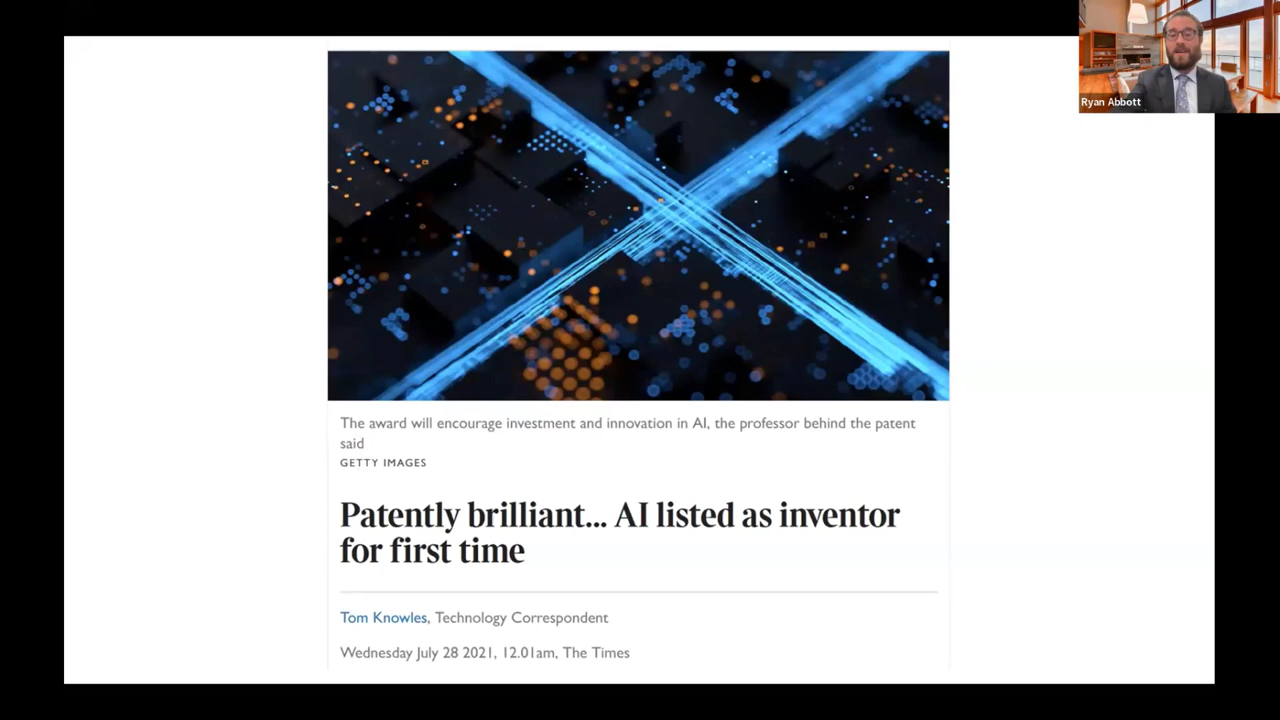 Ryan Abbott
The award will encourage investment and innovation in AI, the professor behind the patent
said
GETTY IMAGES
Patently brilliant... AI listed as inventor
for first time
Tom Knowles, Technology Correspondent
Wednesday July 28 2021, 12.01am, The Times